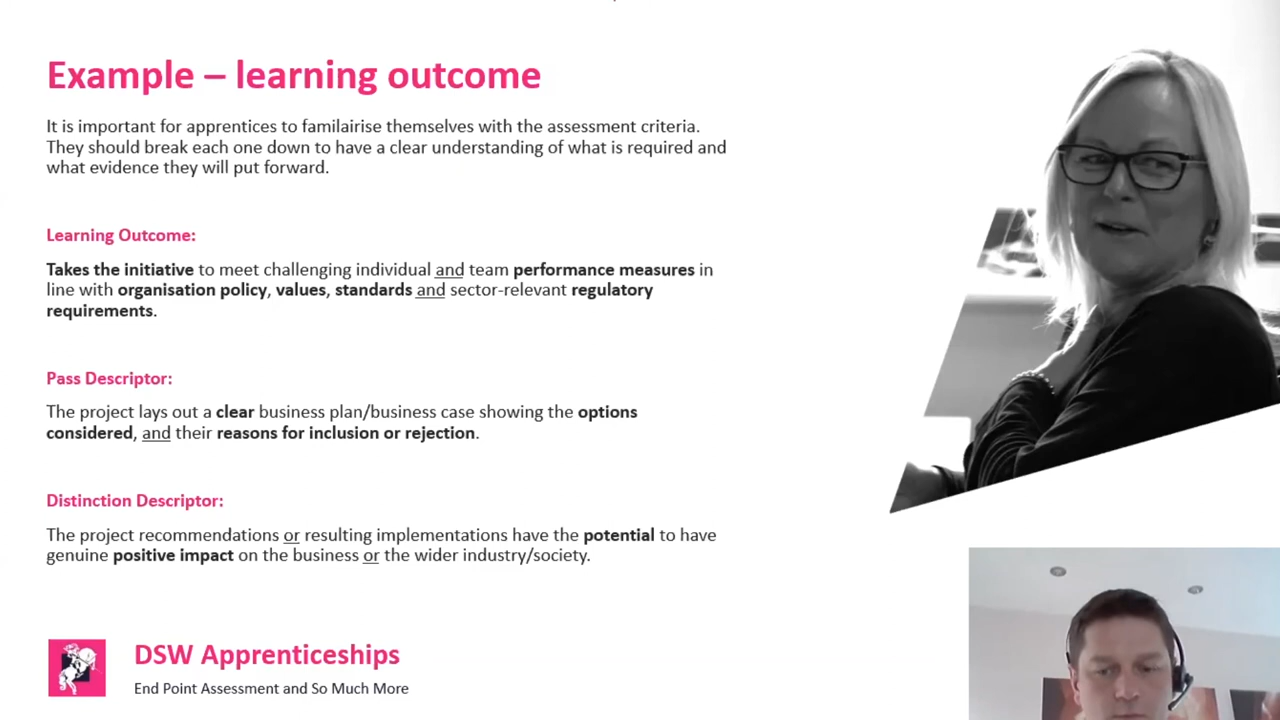 Example – learning outcome
It is important for apprentices to familairise themselves with the assessment criteria.
They should break each one down to have a clear understanding of what is required and
what evidence they will put forward.
Learning Outcome:
Takes the initiative to meet challenging individual and team performance measures in
line with organisation policy, values, standards and sector-relevant regulatory
requirements.
Pass Descriptor:
The project lays out a clear business plan/business case showing the options
considered, and their reasons for inclusion or rejection.
Distinction Descriptor:
The project recommendations or resulting implementations have the potential to have
genuine positive impact on the business or the wider industry/society.
DSW Apprenticeships
End Point Assessment and So Much More